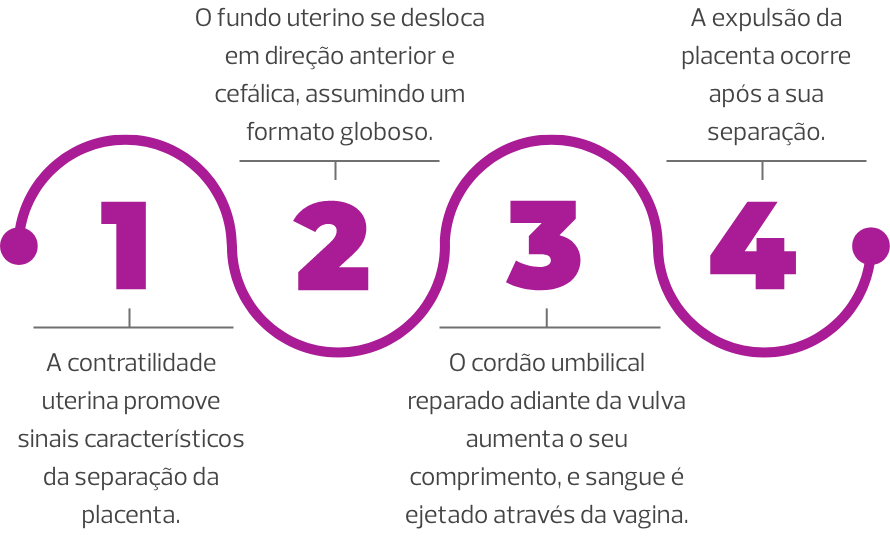 1
A contratilidade
uterina promove
sinais característicos
da separação da
placenta.
O fundo uterino se desloca
em direção anterior e
cefálica, assumindo um
formato globoso.
2
3
O cordão umbilical
reparado adiante da vulva
aumenta o seu
comprimento, e sangue é
ejetado através da vagina.
A expulsão da
placenta ocorre
após a sua
separação.
4